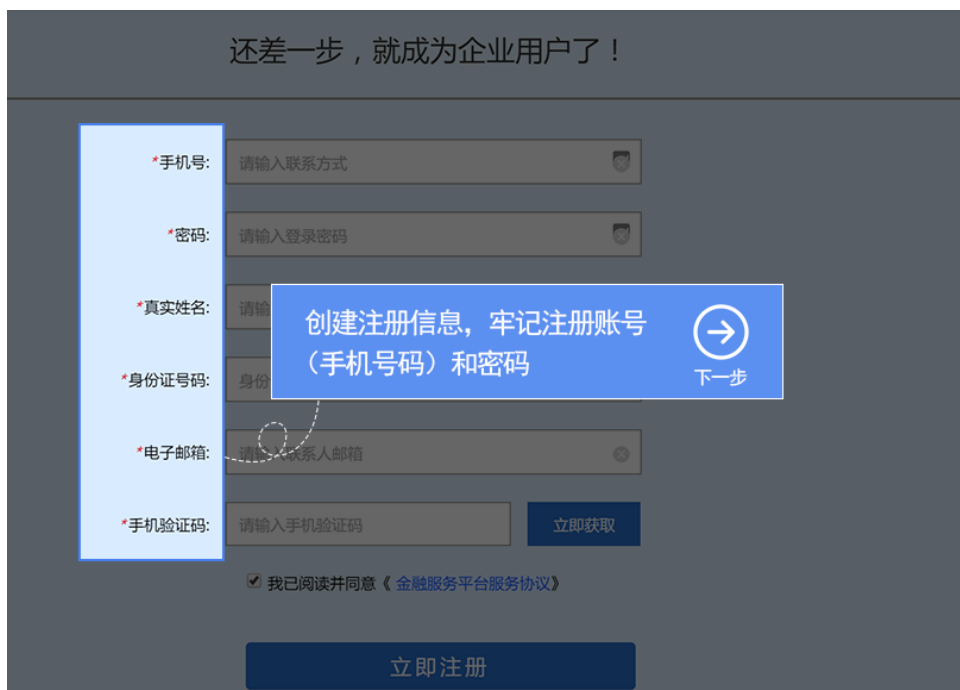 还差一步，就成为企业用户了！
*手机号: 请输入联系方式
*密码: 请输入登录密码
*真实姓名: 请输
创建注册信息，牢记注册账号
（手机号码）和密码
下一步
*身份证号码: 身份
*电子邮箱: 请输入联系人邮箱
*手机验证码: 请输入手机验证码 立即获取
我已阅读并同意《 金融服务平台服务协议》
立即注册